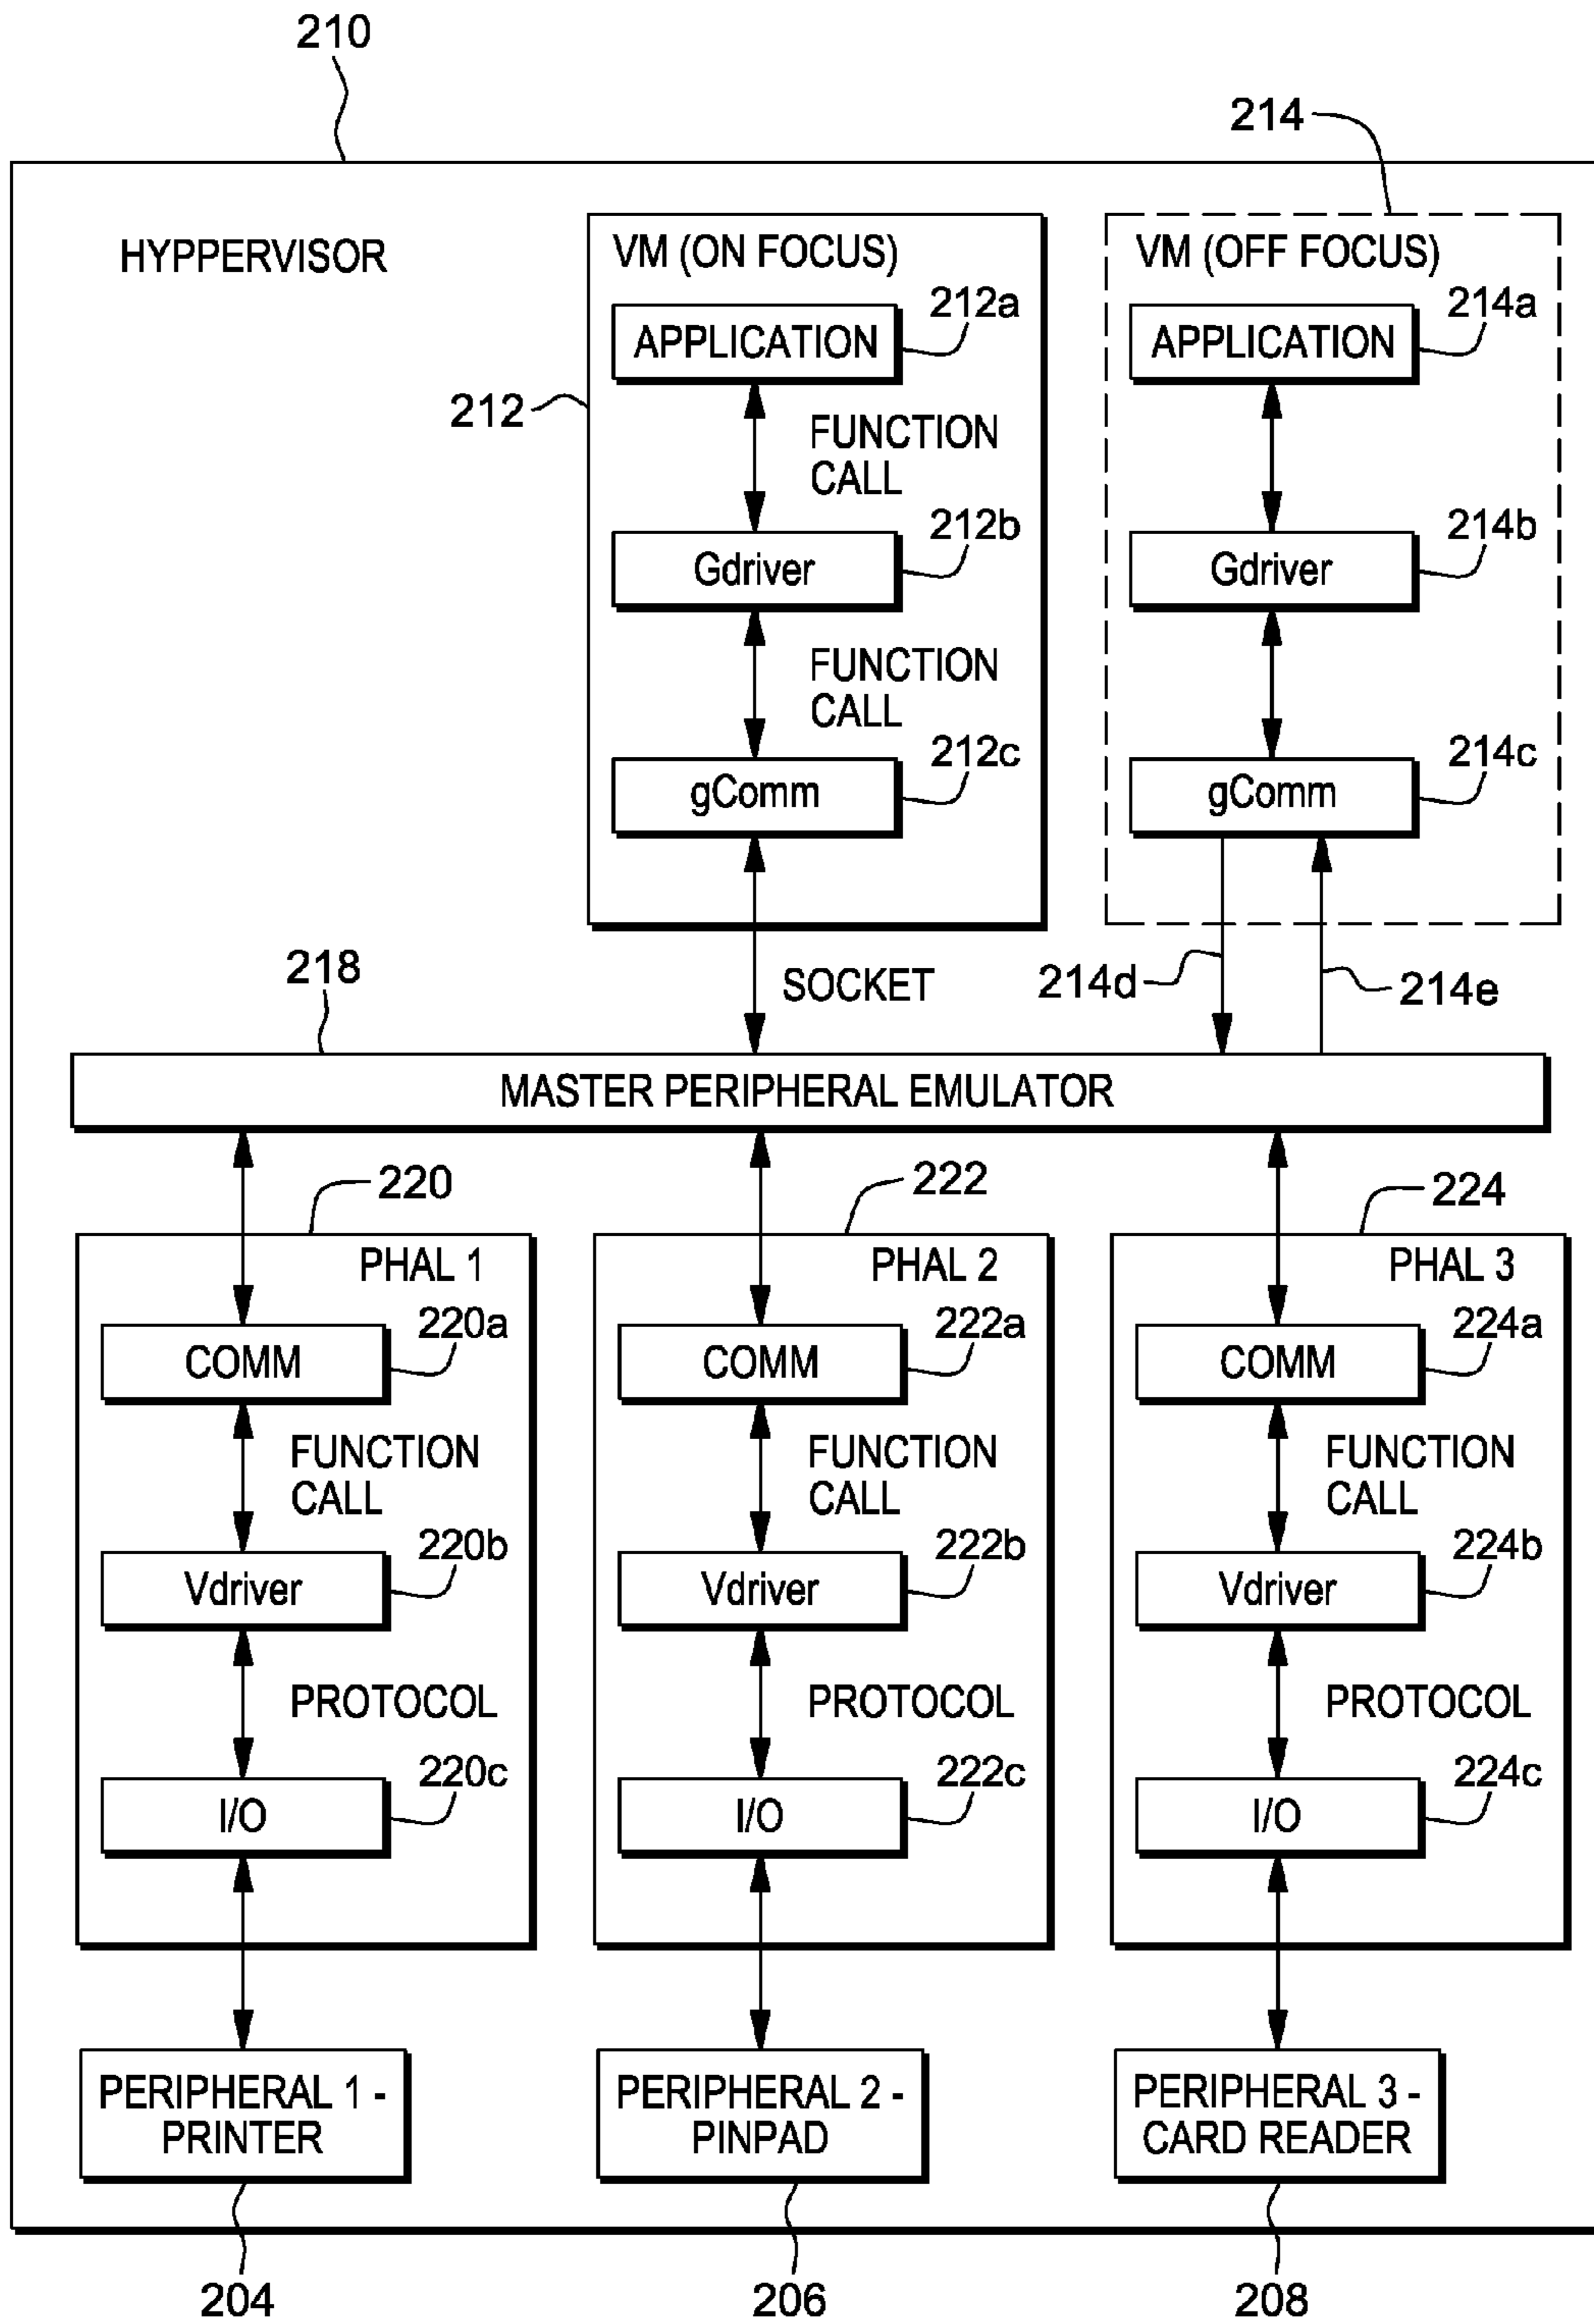 210
214
HYPPERVISOR
VM (ON FOCUS)
VM (OFF FOCUS)
212a
214a
APPLICATION
APPLICATION
212
FUNCTION
CALL
212b
214b
Gdriver
Gdriver
FUNCTION
CALL
212c
214c
gComm
gComm
218
SOCKET
214d
214e
MASTER PERIPHERAL EMULATOR
220
222
224
PHAL 1
PHAL 2
PHAL 3
220a
222a
224a
COMM
COMM
COMM
FUNCTION
CALL
FUNCTION
CALL
FUNCTION
CALL
220b
222b
224b
Vdriver
Vdriver
Vdriver
PROTOCOL
PROTOCOL
PROTOCOL
220c
222c
224c
I/O
I/O
I/O
PERIPHERAL 1 -
PRINTER
PERIPHERAL 2 -
PINPAD
PERIPHERAL 3 -
CARD READER
204
206
208